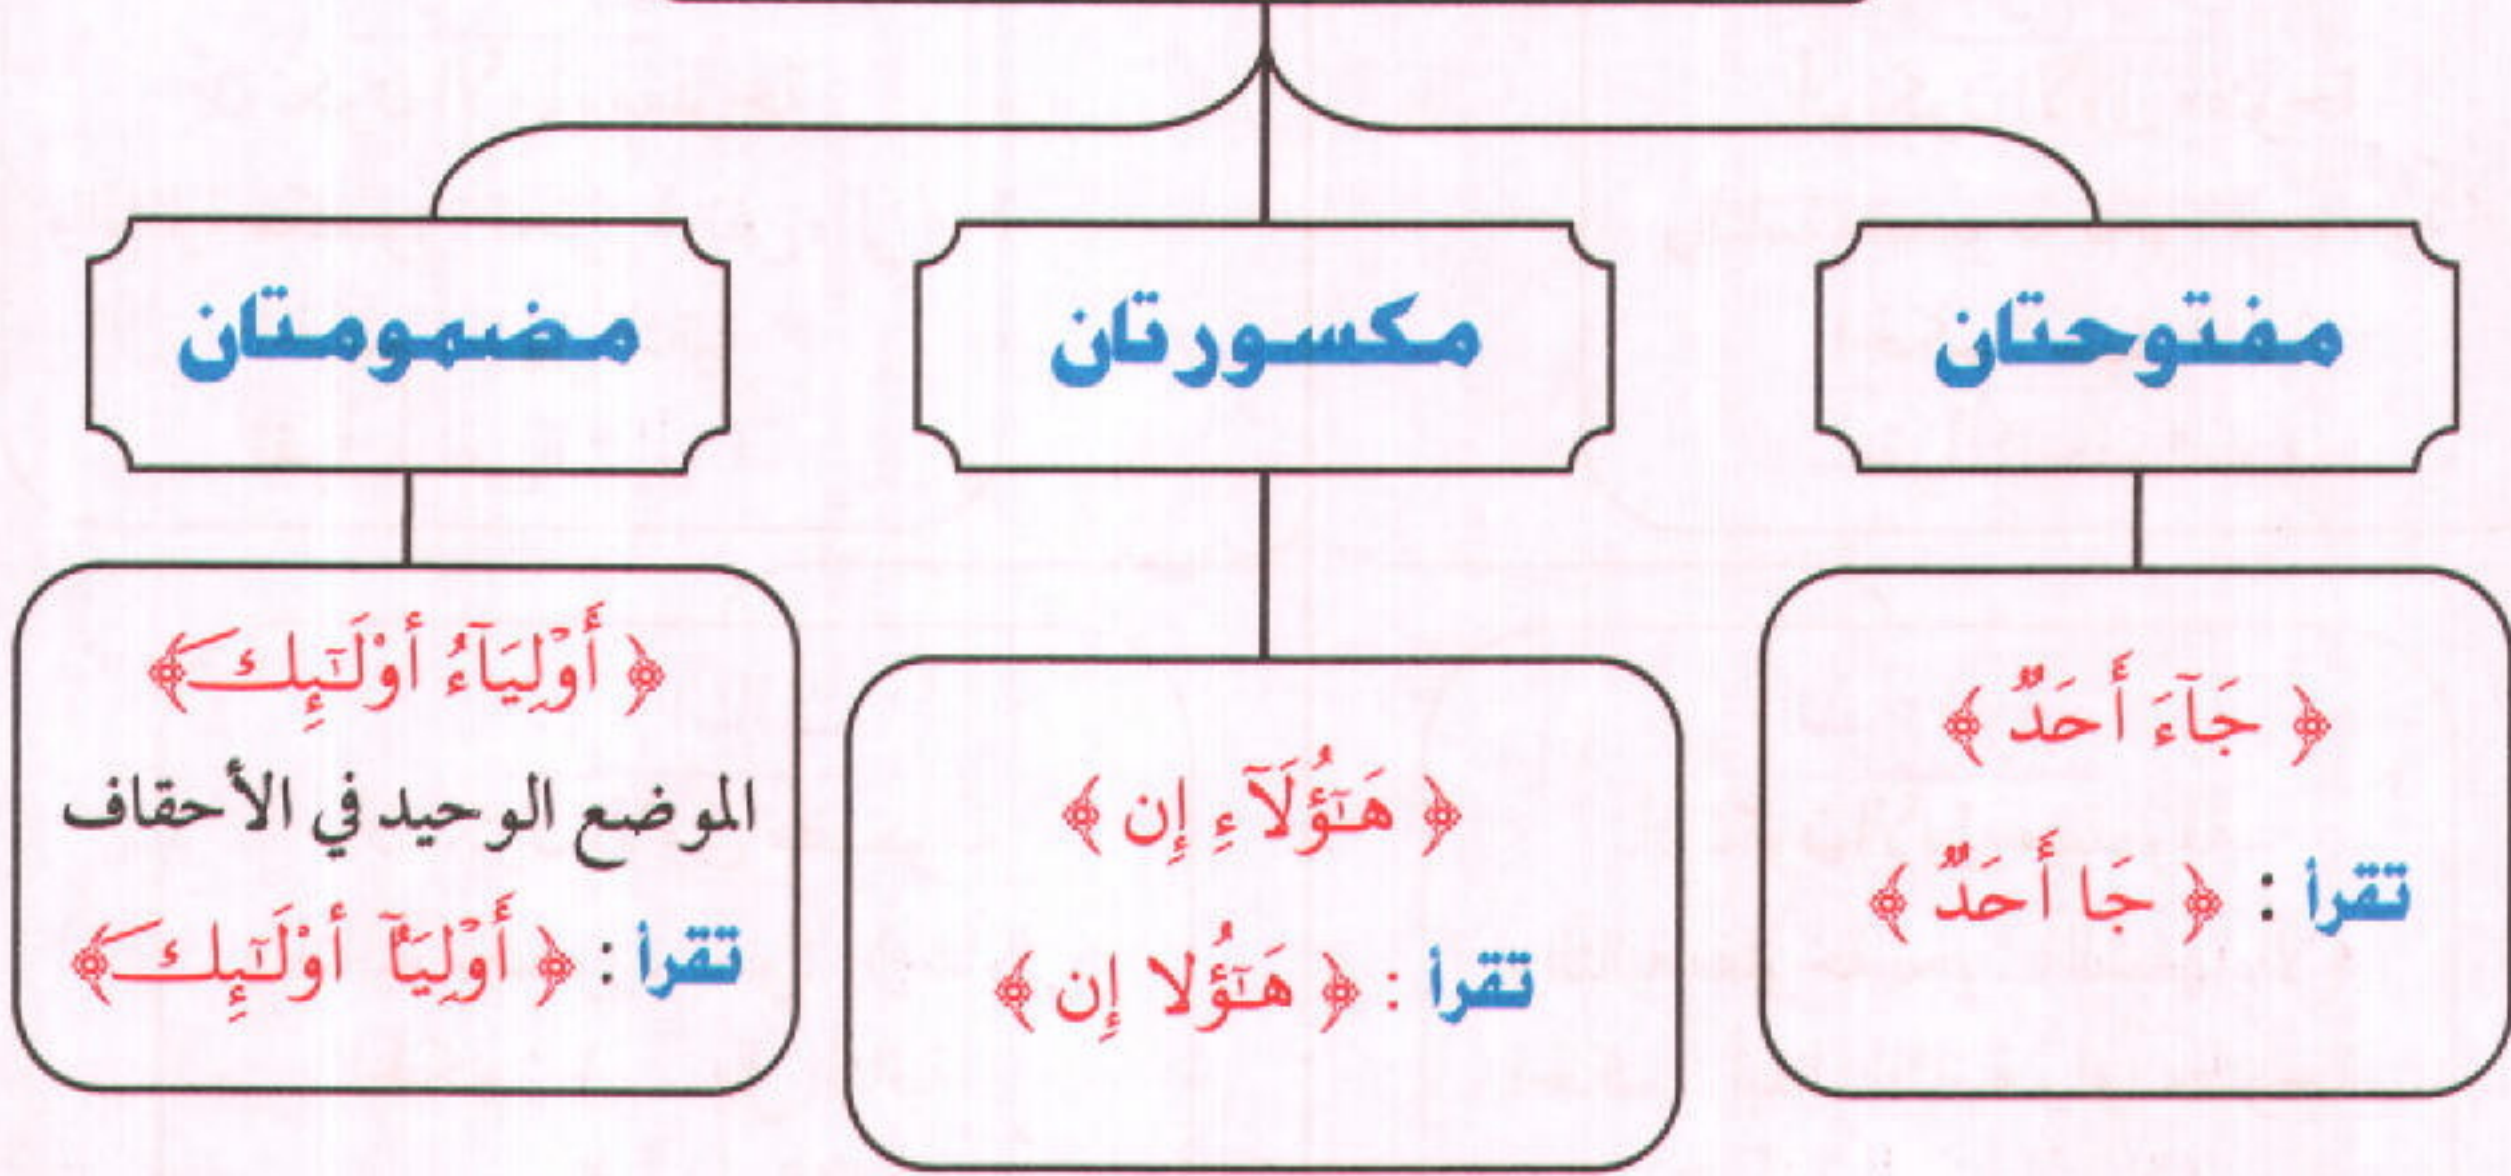 مفتوحتان
﴿ جَآءَ أَحَدٌ ﴾
تقرأ : ﴿ جَا أَحَدٌ ﴾
مكسورتان
﴿ هَـٰٓؤُلَآءِ إِن ﴾
تقرأ : ﴿ هَـٰٓؤُلا إِن ﴾
مضمومتان
﴿ أَوْلِيَآءُ أُوْلَـٰٓئِكَ﴾
الموضع الوحيد في الأحقاف
تقرأ : ﴿ أَوْلِيَآ أُوْلَـٰٓئِكَ﴾